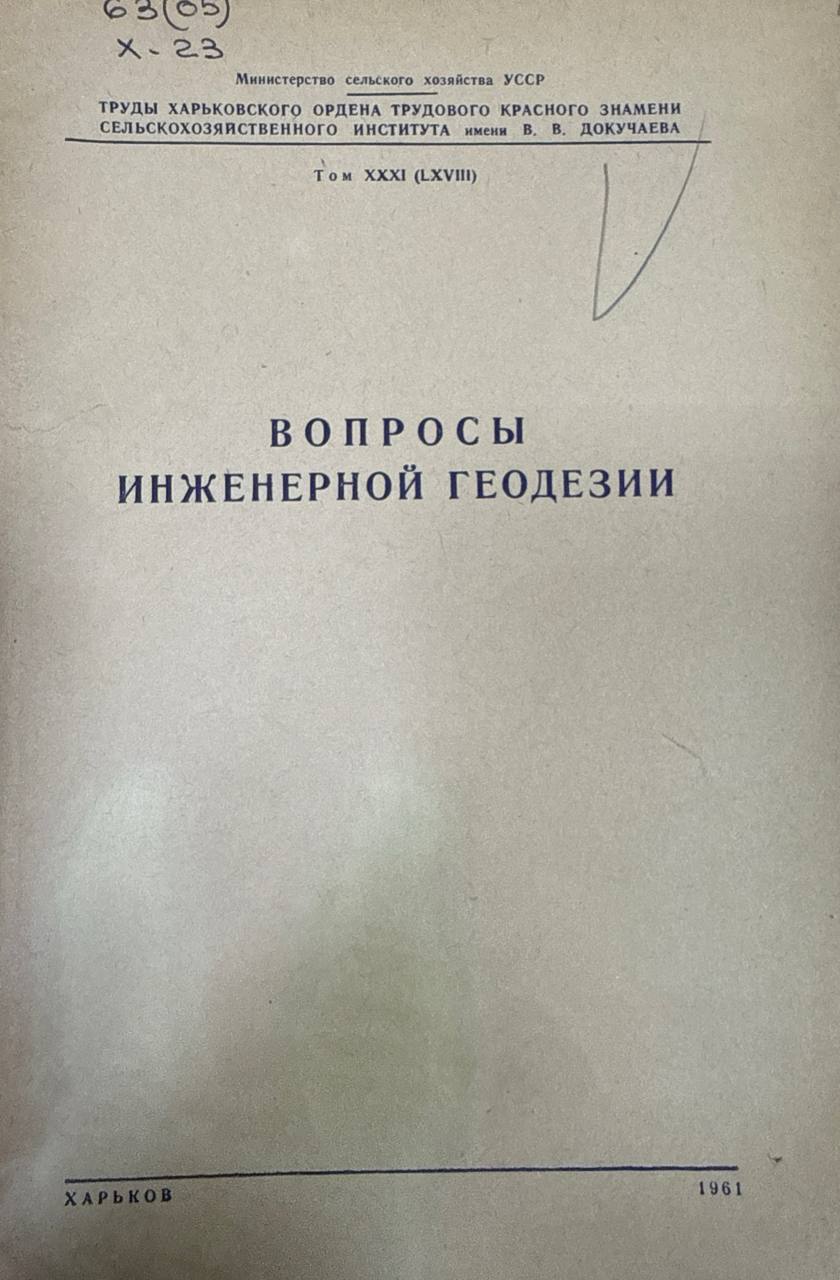 63(05)
Х-23
Министерство сельского хозяйства УССР
ТРУДЫ ХАРЬКОВСКОГО ОРДЕНА ТРУДОВОГО КРАСНОГО ЗНАМЕНИ
СЕЛЬСКОХОЗЯЙСТВЕННОГО ИНСТИТУТА имени В. В. ДОКУЧАЕВА
Том XXXI (LXVIII)
ВОПРОСЫ
ИНЖЕНЕРНОЙ ГЕОДЕЗИИ
ХАРЬКОВ 1961